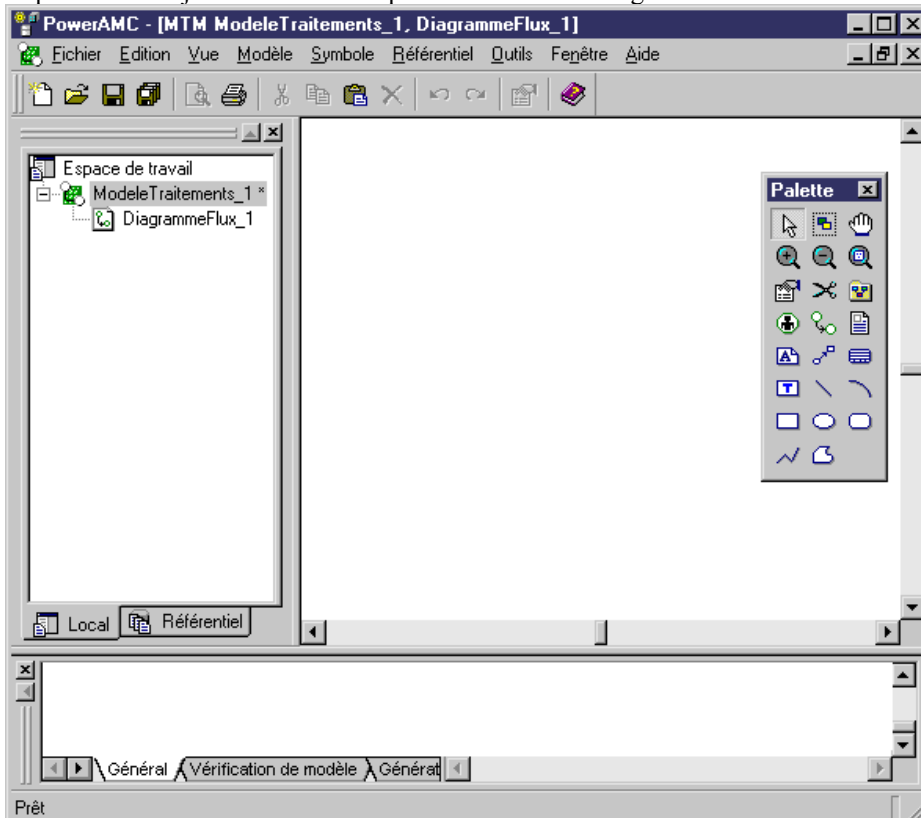 PowerAMC - [MTM ModeleTraitements_1, DiagrammeFlux_1]
Fichier Edition Vue Modèle Symbole Référentiel Outils Fenêtre Aide
Espace de travail
ModeleTraitements_1 *
DiagrammeFlux_1
Palette
Local Référentiel
Général Vérification de modèle Générat
Prêt